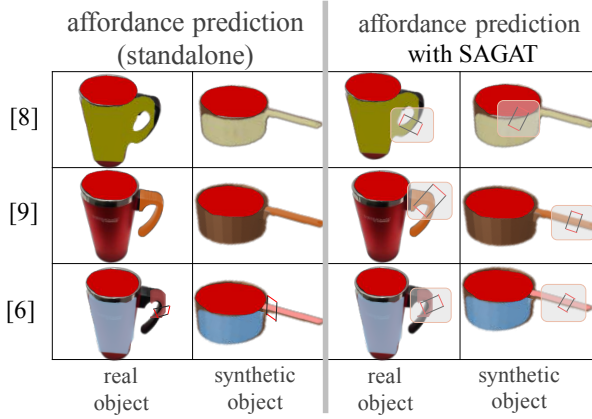 affordance prediction
(standalone)
affordance prediction
with SAGAT
[8]
[9]
[6]
real
object
synthetic
object
real
object
synthetic
object